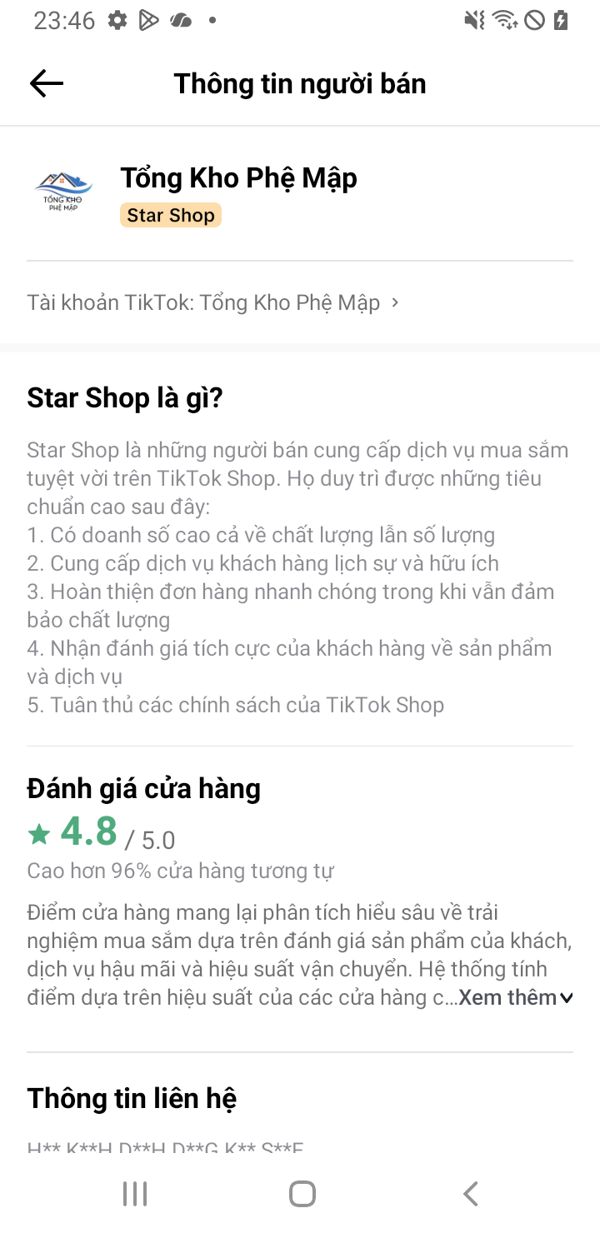 23:46
Thông tin người bán
TỔNG KHO
PHỆ MẬP
Tổng Kho Phệ Mập
Star Shop
Tài khoản TikTok: Tổng Kho Phệ Mập
Star Shop là gì?
Star Shop là những người bán cung cấp dịch vụ mua sắm
tuyệt vời trên TikTok Shop. Họ duy trì được những tiêu
chuẩn cao sau đây:
1. Có doanh số cao cả về chất lượng lẫn số lượng
2. Cung cấp dịch vụ khách hàng lịch sự và hữu ích
3. Hoàn thiện đơn hàng nhanh chóng trong khi vẫn đảm
bảo chất lượng
4. Nhận đánh giá tích cực của khách hàng về sản phẩm
và dịch vụ
5. Tuân thủ các chính sách của TikTok Shop
Đánh giá cửa hàng
4.8 / 5.0
Cao hơn 96% cửa hàng tương tự
Điểm cửa hàng mang lại phân tích hiểu sâu về trải
nghiệm mua sắm dựa trên đánh giá sản phẩm của khách,
dịch vụ hậu mãi và hiệu suất vận chuyển. Hệ thống tính
điểm dựa trên hiệu suất của các cửa hàng c...Xem thêm
Thông tin liên hệ
H** K**H D**H D**G K** S**E